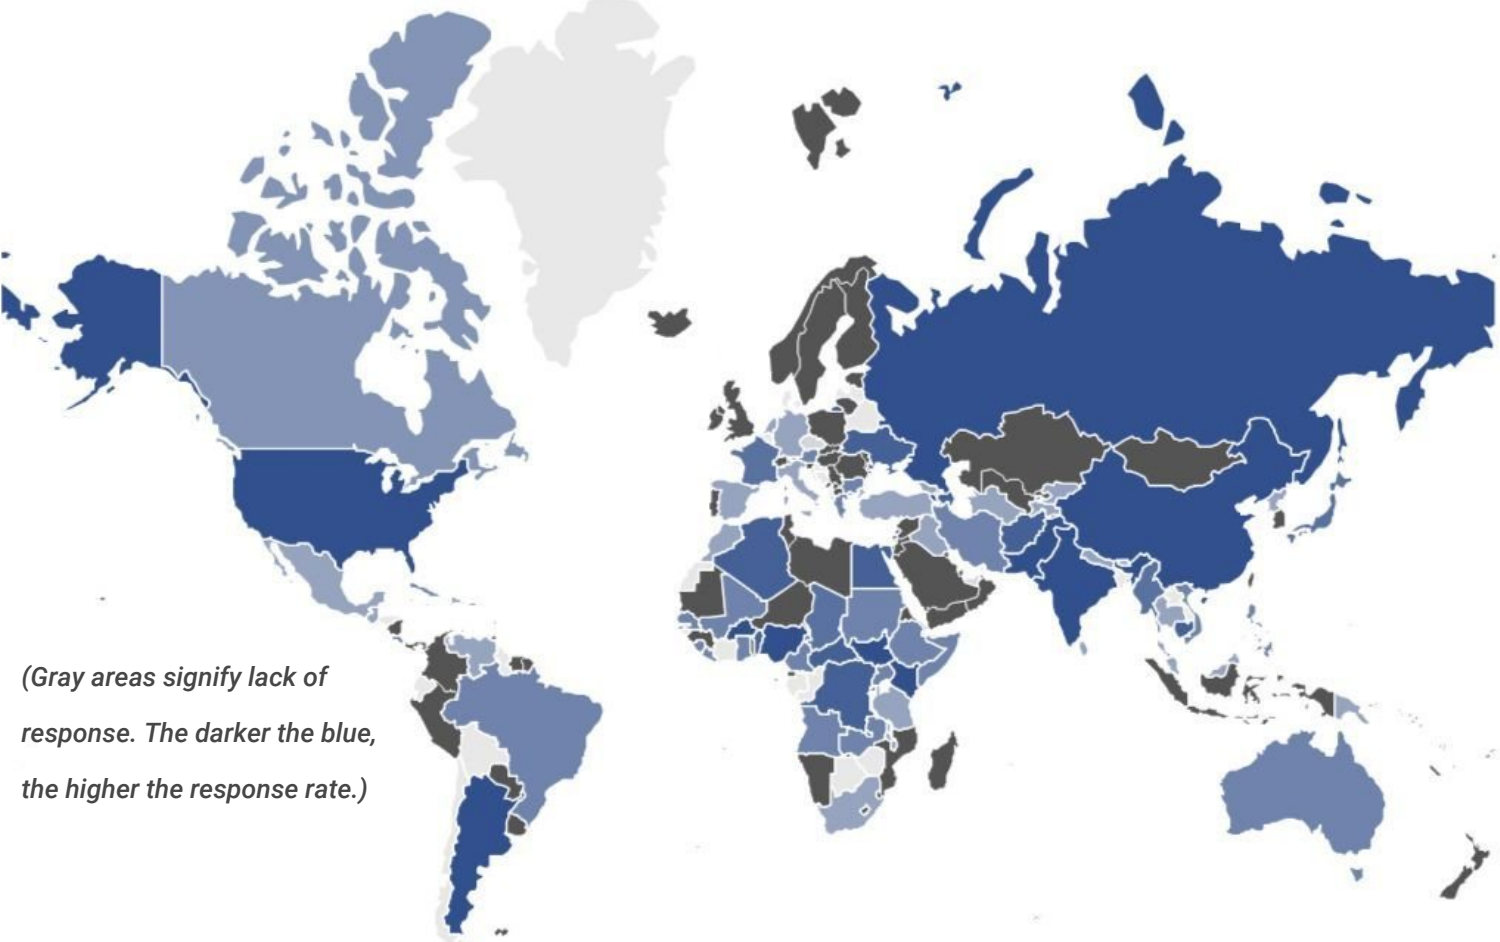 (Gray areas signify lack of
response. The darker the blue,
the higher the response rate.)